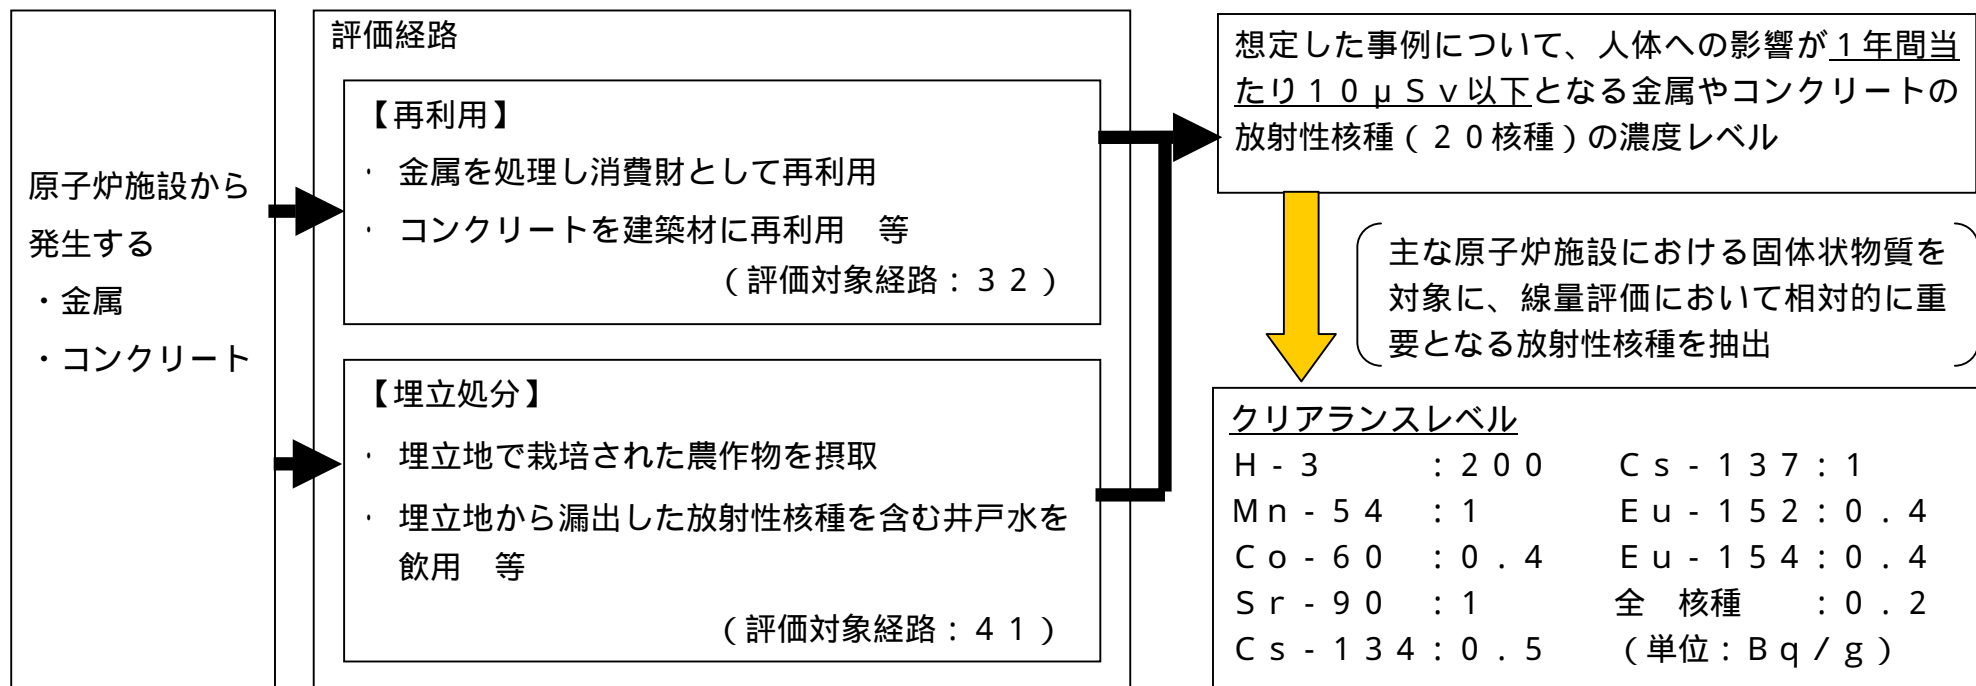 原子炉施設から
発生する
・金属
・コンクリート
評価経路
【再利用】
・ 金属を処理し消費財として再利用
・ コンクリートを建築材に再利用　等
（評価対象経路：３２）
【埋立処分】
・ 埋立地で栽培された農作物を摂取
・ 埋立地から漏出した放射性核種を含む井戸水を
飲用　等
（評価対象経路：４１）
想定した事例について、人体への影響が１年間当
たり１０μＳｖ以下となる金属やコンクリートの
放射性核種（２０核種）の濃度レベル
主な原子炉施設における固体状物質を
対象に、線量評価において相対的に重
要となる放射性核種を抽出
クリアランスレベル
Ｈ-３　　　：２００　　Ｃｓ-１３７：１
Ｍｎ-５４　：１　　　　Ｅｕ-１５２：０.４
Ｃｏ-６０　：０.４　　Ｅｕ-１５４：０.４
Ｓｒ-９０　：１　　　　全　核種　　：０.２
Ｃｓ-１３４：０.５　　（単位：Ｂｑ/ｇ）